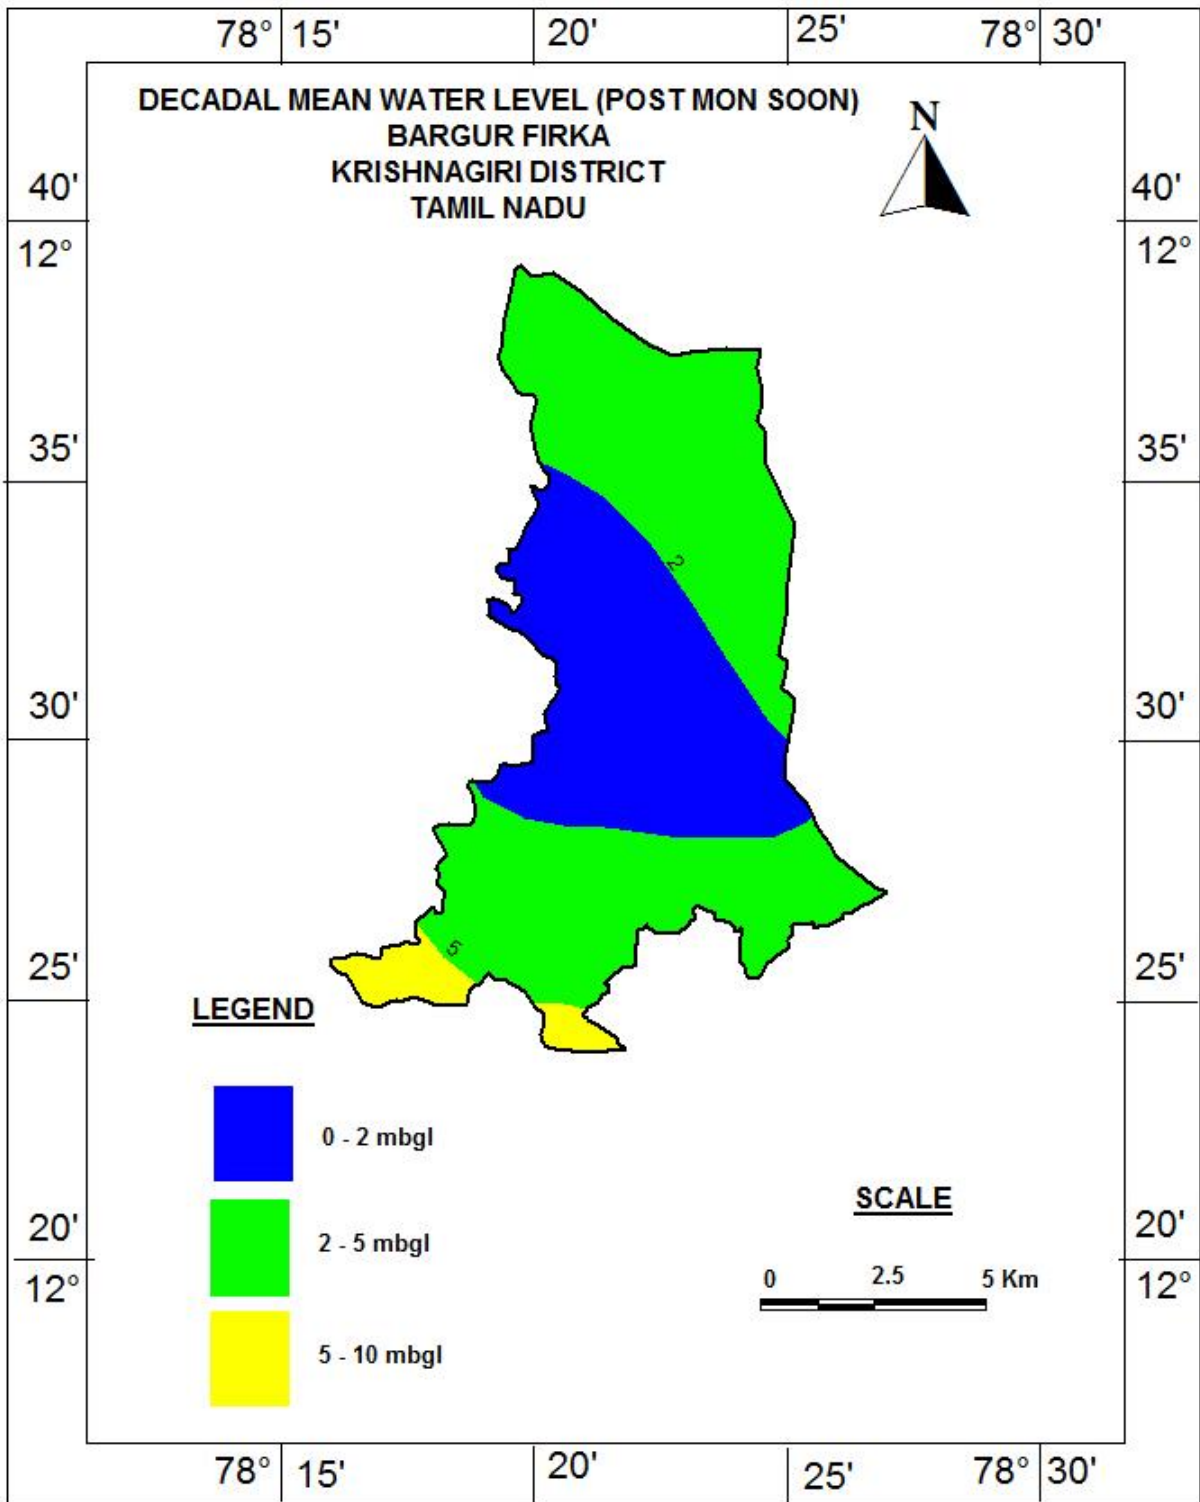 78° 15' 20' 25' 78° 30'
DECADAL MEAN WATER LEVEL (POST MON SOON)
BARGUR FIRKA
KRISHNAGIRI DISTRICT
TAMIL NADU
N
40' 40'
12° 12°
35' 35'
2
30' 30'
5
25' 25'
LEGEND
0 - 2 mbgl
2 - 5 mbgl
5 - 10 mbgl
SCALE
0 2.5 5 Km
20' 20'
12° 12°
78° 15' 20' 25' 78° 30'